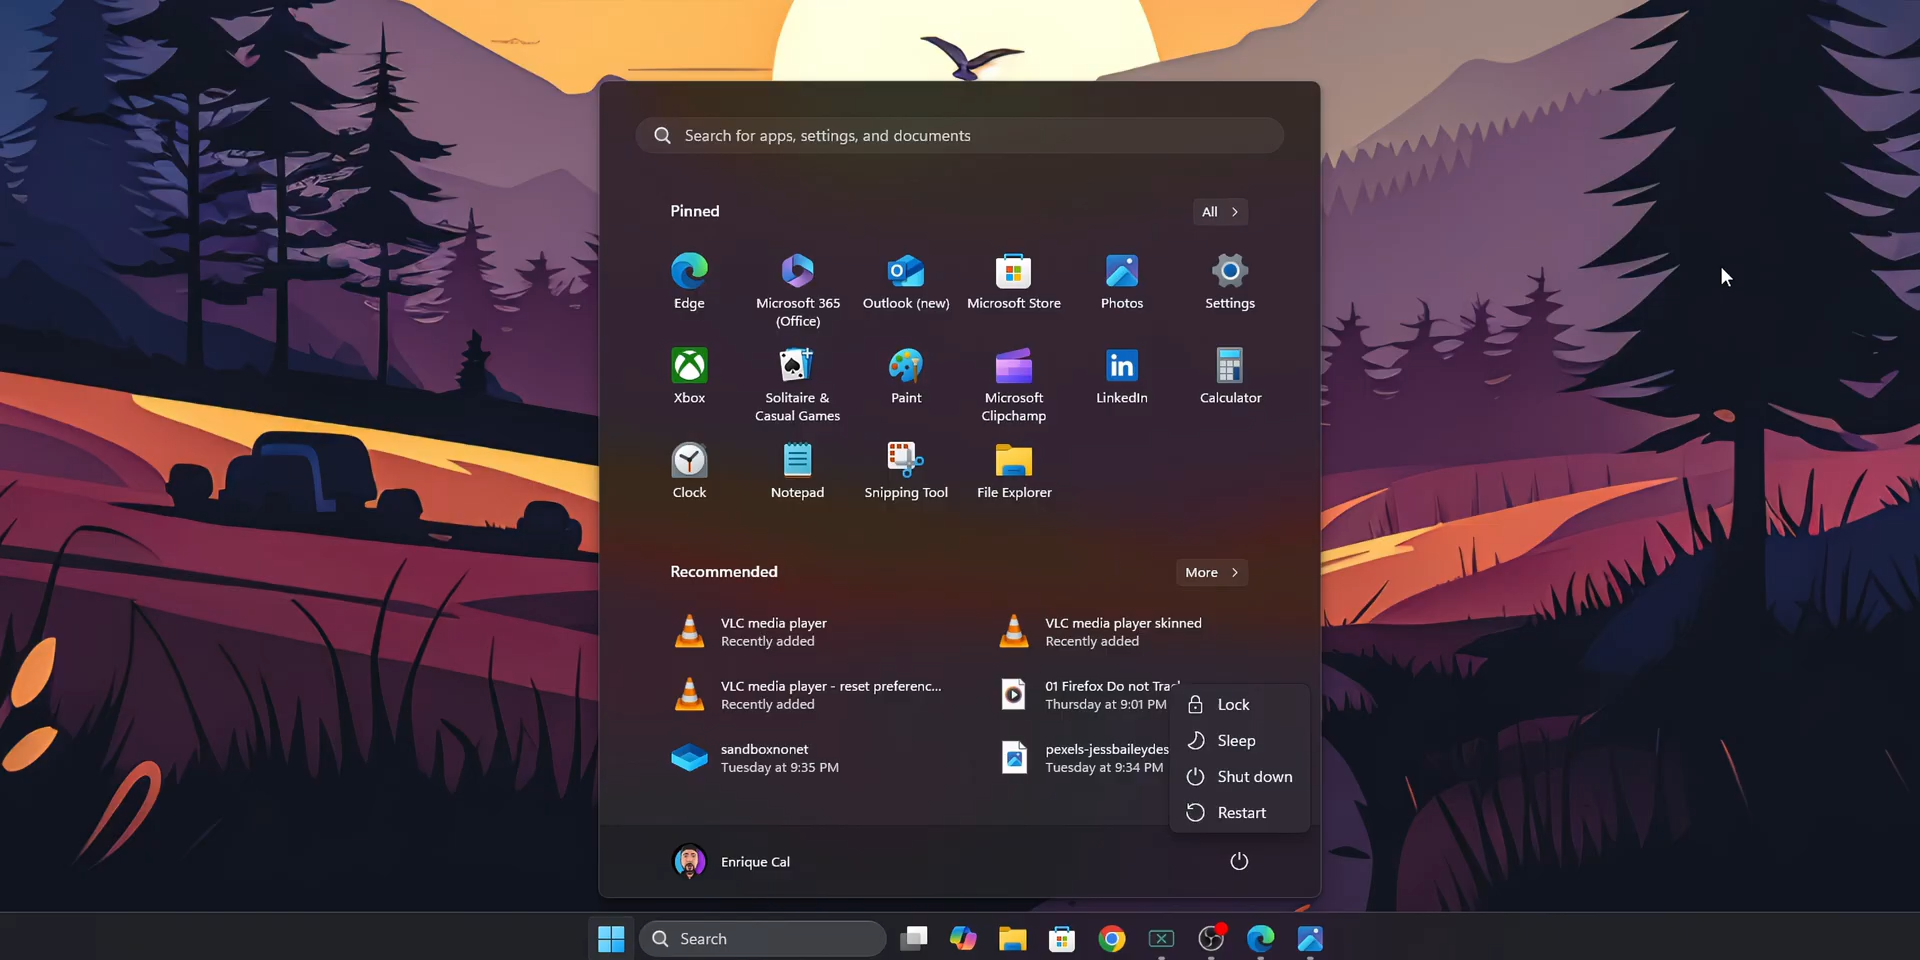 Search for apps, settings, and documents
Pinned
All
Edge
Microsoft 365
(Office)
Outlook (new)
Microsoft Store
Photos
Settings
Xbox
Solitaire &
Casual Games
Paint
Microsoft
Clipchamp
LinkedIn
Calculator
Clock
Notepad
Snipping Tool
File Explorer
Recommended
More
VLC media player
Recently added
VLC media player skinned
Recently added
VLC media player - reset preferenc...
Recently added
01 Firefox Do not
Thursday at 9:01 PM
sandboxnonet
Tuesday at 9:35 PM
pexels-jessbaileydes
Tuesday at 9:34 PM
Lock
Sleep
Shut down
Restart
Enrique Cal
Search